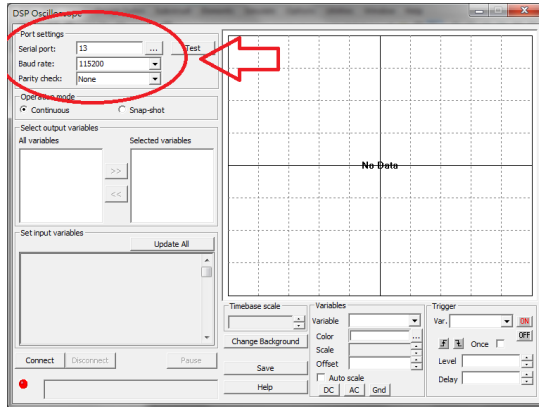 DSP Oscilloscope
Port settings
Serial port: 13 ... Test
Baud rate: 115200
Parity check: None
Operation mode
Continuous Snap-shot
Select output variables
All variables Selected variables
>>
<<
Set input variables
Update All
Connect Disconnect Pause
No Data
Timebase scale
Change Background
Save
Help
Variables
Variable
Color ...
Scale
Offset
Auto scale
DC AC Gnd
Trigger
Var. ON
OFF
Once
Level
Delay